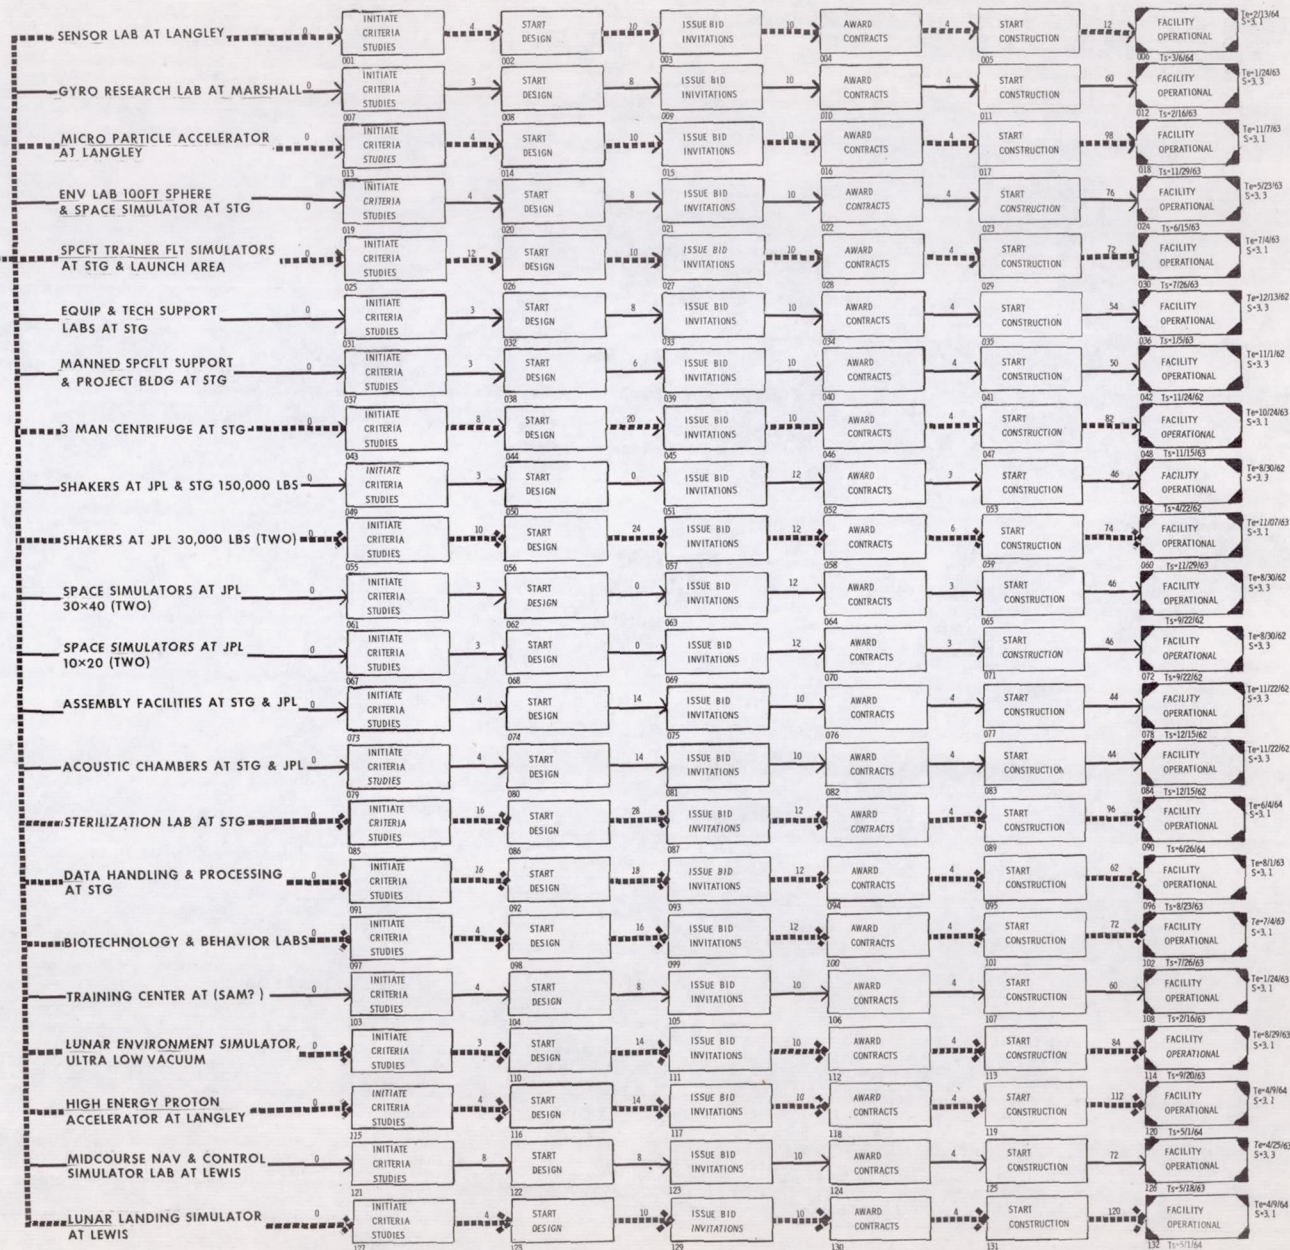 SENSOR LAB AT LANGLEY 0 INITIATE CRITERIA STUDIES 4 START DESIGN 10 ISSUE BID INVITATIONS 10 AWARD CONTRACTS 4 START CONSTRUCTION 12 FACILITY OPERATIONAL Te=2/13/64 S=3.1
001 002 003 004 005 006 Ts=3/6/64
GYRO RESEARCH LAB AT MARSHALL 0 INITIATE CRITERIA STUDIES 3 START DESIGN 8 ISSUE BID INIVITATIONS 10 AWARD CONTRACTS 4 START CONSTRUCTION 60 FACILITY OPERATIONAL Te=1/24/63 S=3.3
007 008 009 010 011 012 Ts=2/16/63
MICRO PARTICLE ACCELERATOR
AT LANGLEY 0 INITIATE CRITERIA STUDIES 4 START DESIGN 10 ISSUE BID INVITATIONS 10 AWARD CONTRACTS 4 START CONSTRUCTION 98 FACILITY OPERATIONAL Te=11/7/63 S=3.1
013 014 015 016 017 018 Ts=11/29/63
ENV LAB 100FT SPHERE
& SPACE SIMULATOR AT STG 0 INITIATE CRITERIA STUDIES 4 START DESIGN 8 ISSUE BID INVITATIONS 10 AWARD CONTRACTS 4 START CONSTRUCTION 76 FACILITY OPERATIONAL Te=5/23/63 S=3.3
019 020 021 022 023 024 Ts=6/15/63
SPCFT TRAINER FLT SIMULATORS
AT STG & LAUNCH AREA 0 INITIATE CRITERIA STUDIES 12 START DESIGN 10 ISSUE BID INVITATIONS 10 AWARD CONTRACTS 4 START CONSTRUCTION 72 FACILITY OPERATIONAL Te=7/4/63 S=3.1
025 026 027 028 029 030 Ts=7/26/63
EQUIP & TECH SUPPORT
LABS AT STG 0 INITIATE CRITERIA STUDIES 3 START DESIGN 8 ISSUE BID INVITATIONS 10 AWARD CONTRACTS 4 START CONSTRUCTION 54 FACILITY OPERATIONAL Te=12/13/62 S=3.3
031 032 033 034 035 036 Ts=1/5/63
MANNED SPCFLT SUPPORT
& PROJECT BLDG AT STG 0 INITIATE CRITERIA STUDIES 3 START DESIGN 6 ISSUE BID INVITATIONS 10 AWARD CONTRACTS 4 START CONSTRUCTION 50 FACILITY OPERATIONAL Te=11/1/62 S=3.3
037 038 039 040 041 042 Ts=11/24/62
3 MAN CENTRIFUGE AT STG 0 INITIATE CRITERIA STUDIES 8 START DESIGN 20 ISSUE BID INVITATIONS 10 AWARD CONTRACTS 4 START CONSTRUCTION 82 FACILITY OPERATIONAL Te=10/24/63 S=3.1
043 044 045 046 047 048 Ts=11/15/63
SHAKERS AT JPL & STG 150,000 LBS 0 INITIATE CRITERIA STUDIES 3 START DESIGN 0 ISSUE BID INVITATIONS 12 AWARD CONTRACTS 3 START CONSTRUCTION 46 FACILITY OPERATIONAL Te=8/30/62 S=3.3
049 050 051 052 053 054 Ts=4/22/62
SHAKERS AT JPL 30,000 LBS (TWO) 0 INITIATE CRITERIA STUDIES 10 START DESIGN 24 ISSUE BID INVITATIONS 12 AWARD CONTRACTS 6 START CONSTRUCTION 74 FACILITY OPERATIONAL Te=11/07/63 S=3.1
055 056 057 058 059 060 Ts=11/29/63
SPACE SIMULATORS AT JPL
30×40 (TWO) 0 INITIATE CRITERIA STUDIES 3 START DESIGN 0 ISSUE BID INVITATIONS 12 AWARD CONTRACTS 3 START CONSTRUCTION 46 FACILITY OPERATIONAL Te=8/30/62 S=3.3
061 062 063 064 065 Ts=9/22/62
SPACE SIMULATORS AT JPL
10×20 (TWO) 0 INITIATE CRITERIA STUDIES 3 START DESIGN 0 ISSUE BID INVITATIONS 12 AWARD CONTRACTS 3 START CONSTRUCTION 46 FACILITY OPERATIONAL Te=8/30/62 S=3.3
067 068 069 070 071 072 Ts=9/22/62
ASSEMBLY FACILITIES AT STG & JPL 0 INITIATE CRITERIA STUDIES 4 START DESIGN 14 ISSUE BID INVITATIONS 10 AWARD CONTRACTS 4 START CONSTRUCTION 44 FACILITY OPERATIONAL Te=11/22/62 S=3.3
073 074 075 076 077 078 Ts=12/15/62
ACOUSTIC CHAMBERS AT STG & JPL 0 INITIATE CRITERIA STUDIES 4 START DESIGN 14 ISSUE BID INVITATIONS 10 AWARD CONTRACTS 4 START CONSTRUCTION 44 FACILITY OPERATIONAL Te=11/22/62 S=3.3
079 080 081 082 083 084 Ts=12/15/62
STERILIZATION LAB AT STG 0 INITIATE CRITERIA STUDIES 16 START DESIGN 28 ISSUE BID INVITATIONS 12 AWARD CONTRACTS 4 START CONSTRUCTION 96 FACILITY OPERATIONAL Te=6/4/64 S=3.1
085 086 087 088 089 090 Ts=6/26/64
DATA HANDLING & PROCESSING
AT STG 0 INITIATE CRITERIA STUDIES 16 START DESIGN 18 ISSUE BID INVITATIONS 12 AWARD CONTRACTS 4 START CONSTRUCTION 62 FACILITY OPERATIONAL Te=8/1/63 S=3.1
091 092 093 094 095 096 Ts=8/23/63
BIOTECHNOLOGY & BEHAVIOR LABS 0 INITIATE CRITERIA STUDIES 4 START DESIGN 16 ISSUE BID INVITATIONS 12 AWARD CONTRACTS 4 START CONSTRUCTION 72 FACILITY OPERATIONAL Te=7/4/63 S=3.1
097 098 099 100 101 102 Ts=7/26/63
TRAINING CENTER AT (SAM? ) 0 INITIATE CRITERIA STUDIES 4 START DESIGN 8 ISSUE BID INVITATIONS 10 AWARD CONTRACTS 4 START CONSTRUCTION 60 FACILITY OPERATIONAL Te=1/24/63 S=3.1
103 104 105 106 107 108 Ts=2/16/63
LUNAR ENVIRONMENT SIMULATOR,
ULTRA LOW VACUUM 0 INITIATE CRITERIA STUDIES 3 START DESIGN 14 ISSUE BID INVITATIONS 10 AWARD CONTRACTS 4 START CONSTRUCTION 84 FACILITY OPERATIONAL Te=8/29/63 S=3.1
110 111 112 113 114 Ts=9/20/63
HIGH ENERGY PROTON
ACCELERATOR AT LANGLEY 0 INITIATE CRITERIA STUDIES 4 START DESIGN 14 ISSUE BID INVITATIONS 10 AWARD CONTRACTS 4 START CONSTRUCTION 112 FACILITY OPERATIONAL Te=4/9/64 S=3.1
115 116 117 118 119 120 Ts=5/1/64
MIDCOURSE NAV & CONTROL
SIMULATOR LAB AT LEWIS 0 INITIATE CRITERIA STUDIES 8 START DESIGN 8 ISSUE BID INVITATIONS 10 AWARD CONTRACTS 4 START CONSTRUCTION 72 FACILITY OPERATIONAL Te=4/25/63 S=3.3
121 122 123 124 125 126 Ts=5/18/63
LUNAR LANDING SIMULATOR
AT LEWIS 0 INITIATE CRITERIA STUDIES 4 START DESIGN 10 ISSUE BID INVITATIONS 10 AWARD CONTRACTS 4 START CONSTRUCTION 120 FACILITY OPERATIONAL Te=4/9/64 S=3.1
127 129 130 131 132 Ts=5/1/64